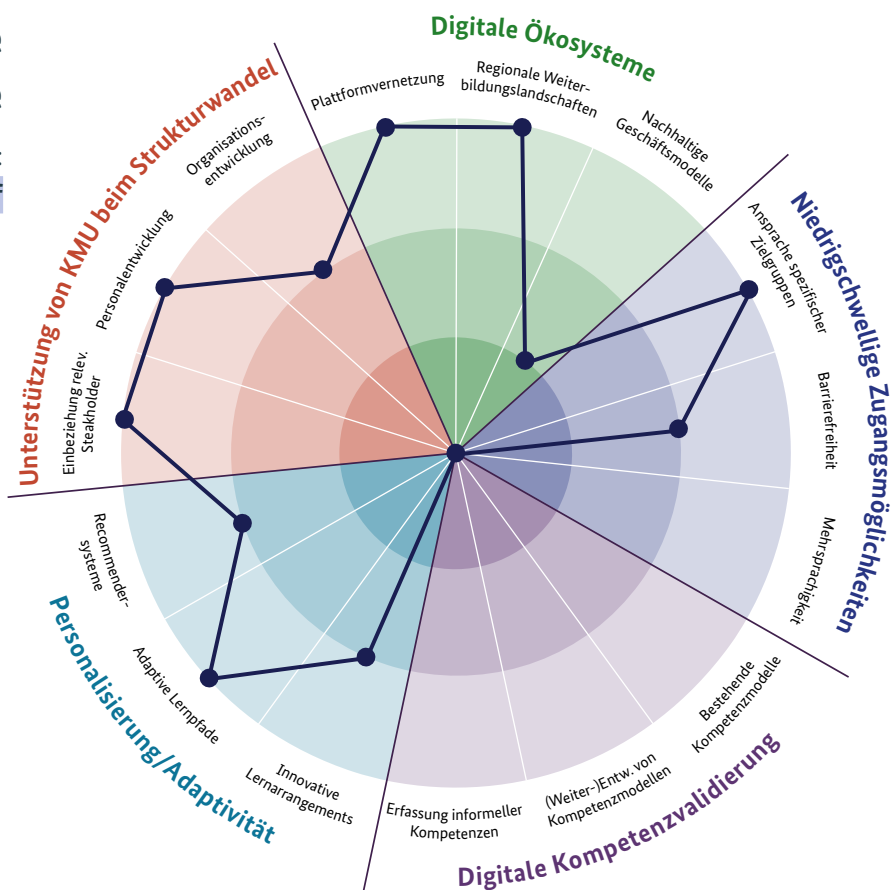 Digitale Ökosysteme
Plattformvernetzung
Regionale Weiter-
bildungslandschaften
Nachhaltige
Geschäftsmodelle
Niedrigschwellige Zugangsmöglichkeiten
Ansprache spezifischer
Zielgruppen
Barrierefreiheit
Mehrsprachigkeit
Digitale Kompetenzvalidierung
Bestehende
Kompetenzmodelle
(Weiter-)Entw. von
Kompetenzmodellen
Erfassung informeller
Kompetenzen
Personalisierung/Adaptivität
Innovative
Lernarrangements
Adaptive Lernpfade
Recommender-
systeme
Unterstützung von KMU beim Strukturwandel
Einbeziehung relev.
Steakholder
Personalentwicklung
Organisations-
entwicklung